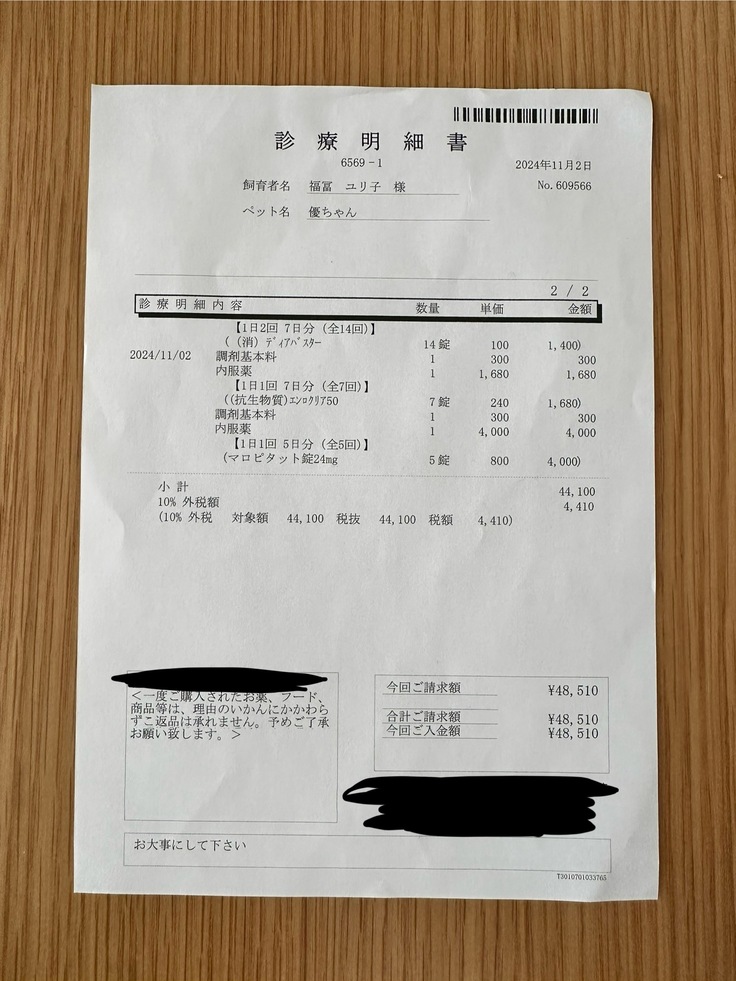 診療明細書
6569-1
2024年11月2日
飼育者名 福冨 ユリ子 様
No.609566
ペット名 優ちゃん
2 / 2
診療明細内容 数量 単価 金額
【1日2回 7日分(全14回)】
((消)ディアバスター 14錠 100 1,400)
2024/11/02 調剤基本料 1 300 300
内服薬 1 1,680 1,680
【1日1回 7日分(全7回)】
((抗生物質)エンロクリア50 7錠 240 1,680)
調剤基本料 1 300 300
内服薬 1 4,000 4,000
【1日1回 5日分(全5回)】
(マロピタット錠24mg 5錠 800 4,000)
小計 44,100
10% 外税額 4,410
(10% 外税 対象額 44,100 税抜 44,100 税額 4,410)
<一度ご購入されたお薬、フード、
商品等は、理由のいかんにかかわら
ずご返品は承れません。予めご了承
お願い致します。>
今回ご請求額 ¥48,510
合計ご請求額 ¥48,510
今回ご入金額 ¥48,510
お大事にして下さい
T3010701033765